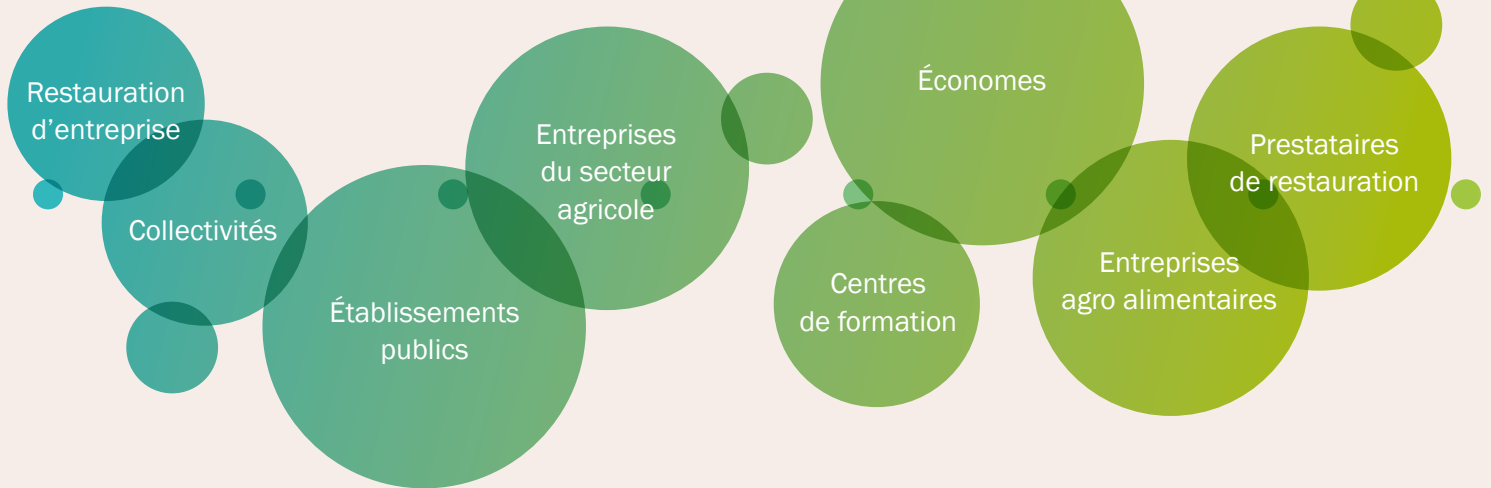 Restauration
d'entreprise
Collectivités
Établissements
publics
Entreprises
du secteur
agricole
Économes
Centres
de formation
Entreprises
agro alimentaires
Prestataires
de restauration